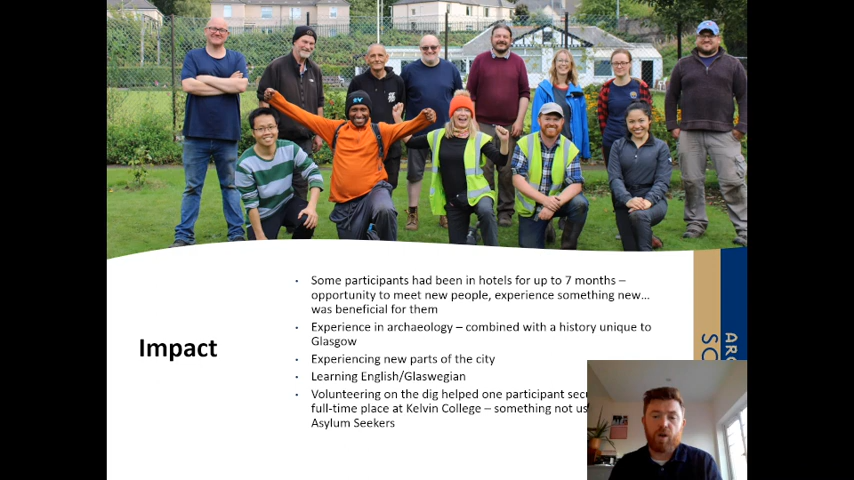 Impact
· Some participants had been in hotels for up to 7 months –
opportunity to meet new people, experience something new…
was beneficial for them
· Experience in archaeology – combined with a history unique to
Glasgow
· Experiencing new parts of the city
· Learning English/Glaswegian
· Volunteering on the dig helped one participant secu
full-time place at Kelvin College – something not us
Asylum Seekers
ARC
SC